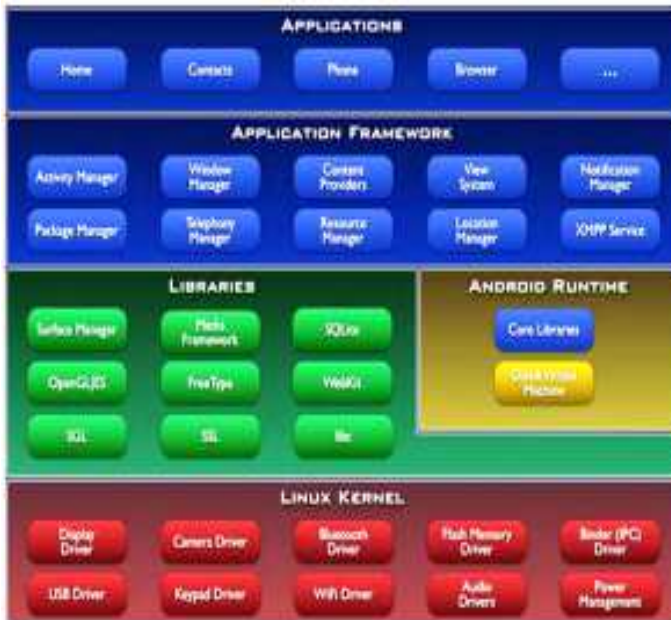 APPLICATIONS
Home Contacts Phone Browser ...
APPLICATION FRAMEWORK
Activity Manager
Window
Manager
Content
Providers
View
System
Notification
Manager
Package Manager
Telephony
Manager
Resource
Manager
Location
Manager
XMPP Service
LIBRARIES
Surface Manager
Media
Framework
SQLite
OpenGL|ES
FreeType
WebKit
SGL
SSL
libc
ANDROID RUNTIME
Core Libraries
Dalvik Virtual
Machine
LINUX KERNEL
Display
Driver
Camera Driver
Bluetooth
Driver
Flash Memory
Driver
Binder (IPC)
Driver
USB Driver
Keypad Driver
WiFi Driver
Audio
Drivers
Power
Management